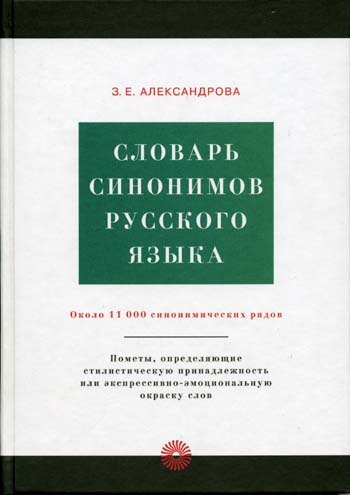 З. Е. АЛЕКСАНДРОВА
СЛОВАРЬ
СИНОНИМОВ
РУССКОГО
ЯЗЫКА
Около 11 000 синонимических рядов
Пометы, определяющие
стилистическую принадлежность
или экспрессивно-эмоциональную
окраску слов